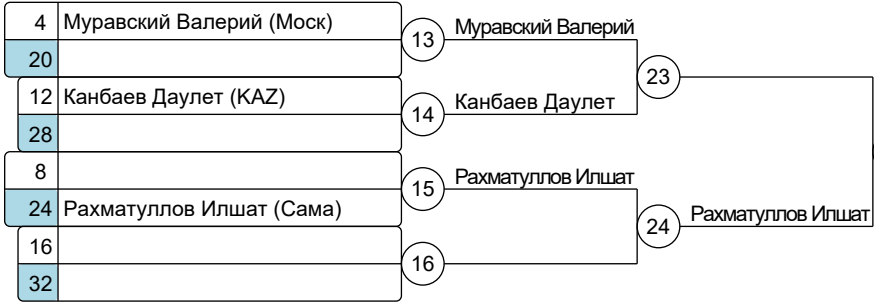 4 Муравский Валерий (Моск)
13 Муравский Валерий
20
23
12 Канбаев Даулет (KAZ)
14 Канбаев Даулет
28
8
15 Рахматуллов Илшат
24 Рахматуллов Илшат (Сама)
24 Рахматуллов Илшат
16
16
32